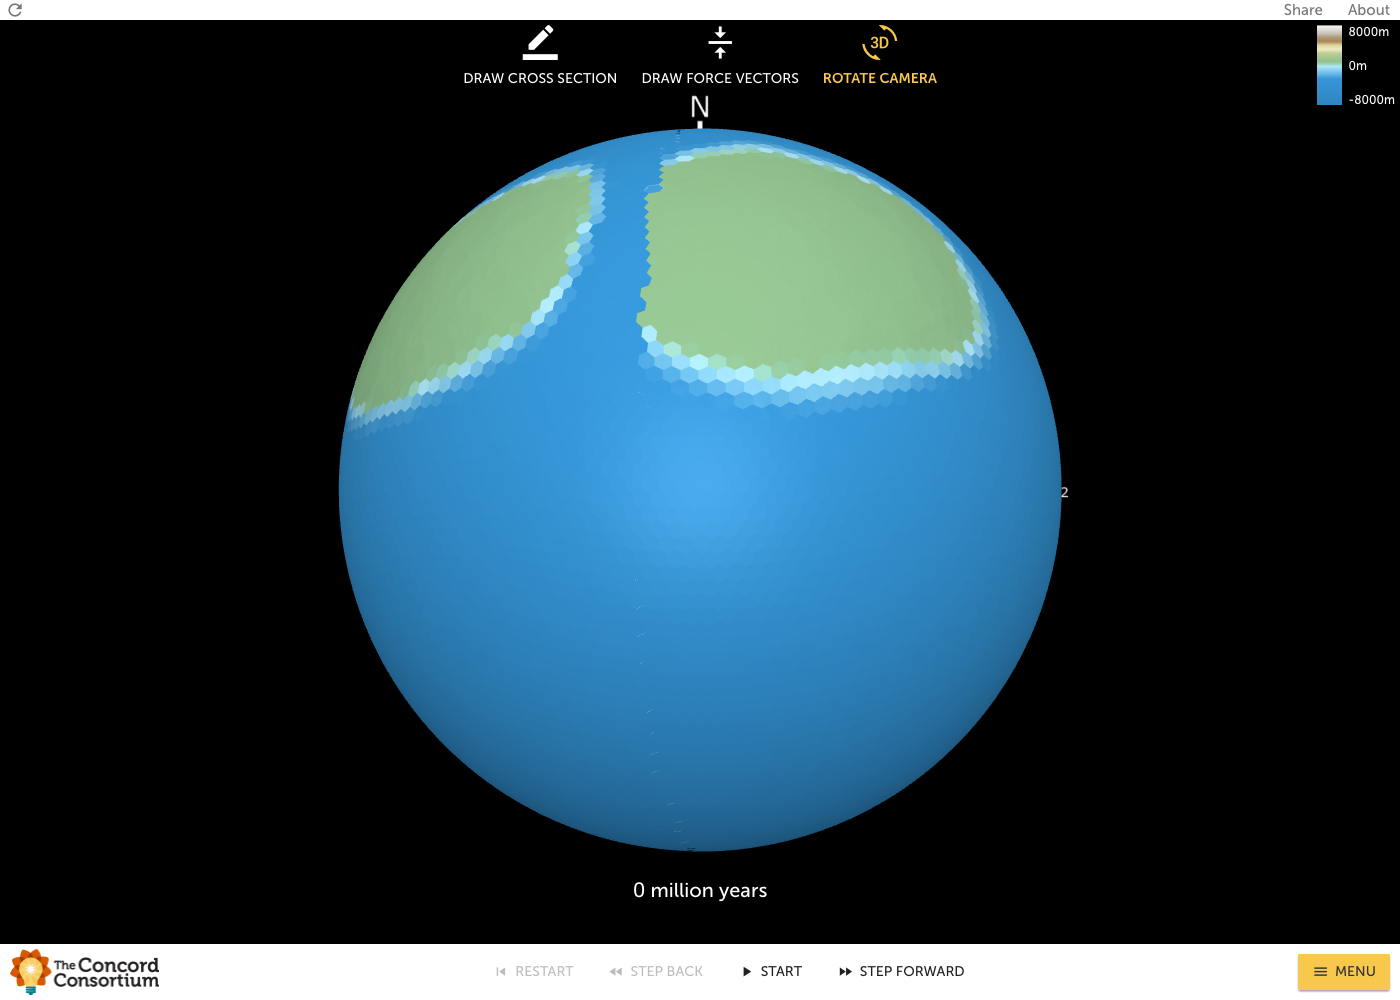 Share
About
DRAW CROSS SECTION
DRAW FORCE VECTORS
3D
ROTATE CAMERA
8000m
0m
-8000m
N
2
0 million years
The Concord
Consortium
RESTART
STEP BACK
START
STEP FORWARD
MENU